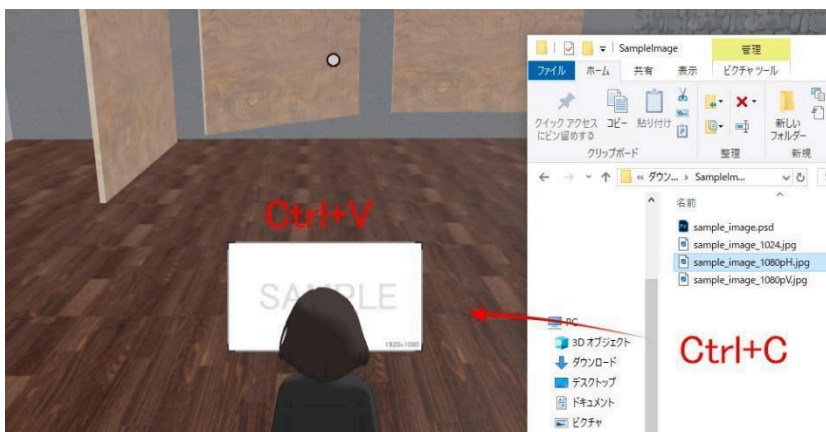 Ctrl+V
SAMPLE
1920x1080
SampleImage
管理
ファイル
ホーム
共有
表示
ピクチャ ツール
クイック アクセス
にピン留めする
コピー
貼り付け
新しい
フォルダー
クリップボード
整理
新規
« ダウン... › SampleIm...
名前
sample_image.psd
sample_image_1024.jpg
sample_image_1080pH.jpg
sample_image_1080pV.jpg
PC
3D オブジェクト
ダウンロード
デスクトップ
ドキュメント
ピクチャ
Ctrl+C